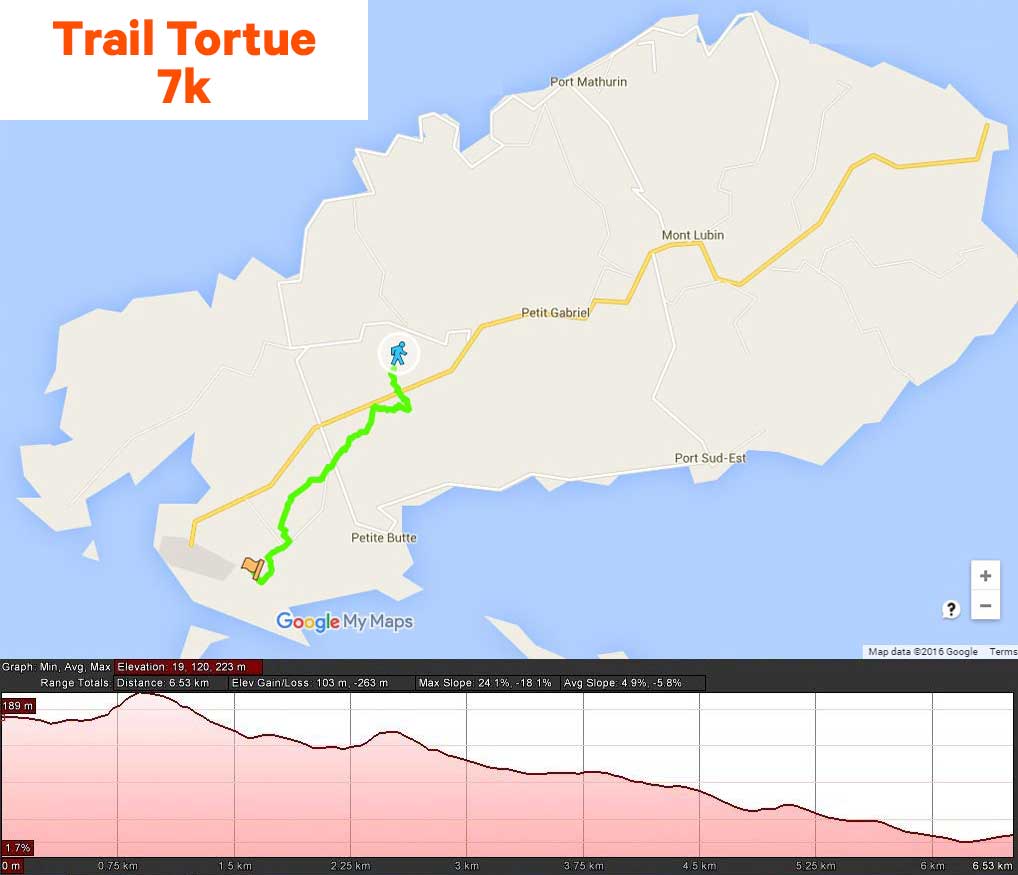 Trail Tortue
7k
Port Mathurin
Mont Lubin
Petit Gabriel
Port Sud-Est
Petite Butte
Google My Maps
+
?
−
Map data ©2016 Google Terms
Graph: Min, Avg, Max Elevation: 19, 120, 223 m
Range Totals: Distance: 6.53 km Elev Gain/Loss: 103 m, -263 m Max Slope: 24.1%, -18.1% Avg Slope: 4.9%, -5.8%
189 m
1.7%
0 m 0.75 km 1.5 km 2.25 km 3 km 3.75 km 4.5 km 5.25 km 6 km 6.53 km